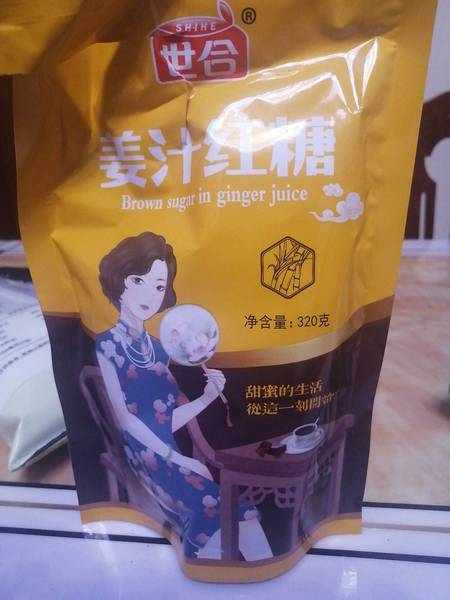 SHIHE
®
世合
姜汁红糖
Brown sugar in ginger juice
净含量:320克
甜蜜的生活
從這一刻開始